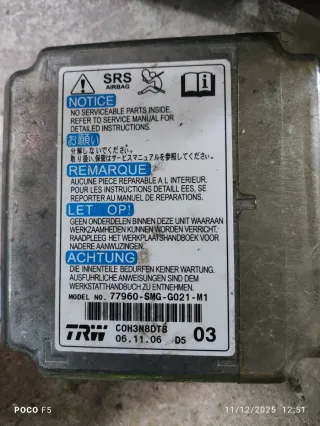 SRS
AIRBAG
NOTICE
NO SERVICEABLE PARTS INSIDE.
REFER TO SERVICE MANUAL FOR
DETAILED INSTRUCTIONS.
お願い
分解しないでください。
取り扱い、保管はサービスマニュアルを参照してください。
REMARQUE
AUCUNE PIECE REPARABLE A L INTERIEUR,
POUR LES INSTRUCTIONS DETAILL EES, SE
REPORTER AU MANUEL DE REPARATIONS.
LET OP!
GEEN ONDERDELEN BINNEN DEZE UNIT WAARAAN
WERKZAAMHEDEN KUNNEN WORDEN VERRICHT.
RAADPLEEG HET WERKPLAATSHANDBOEK VOOR
NADERE AANWIJZINGEN.
ACHTUNG
DIE INNENTEILE BEDURFEN KEINER WARTUNG.
AUSFUHRLICHE ANWEISUNGEN SIND DEM
WERKSTATTHANDBUCH ZU ENTNEHMEN.
MODEL NO. 77960-SMG-G021-M1
TRW
COH3N8DTB
06.11.06 D5 03
POCO F5
11/12/2025 12:51